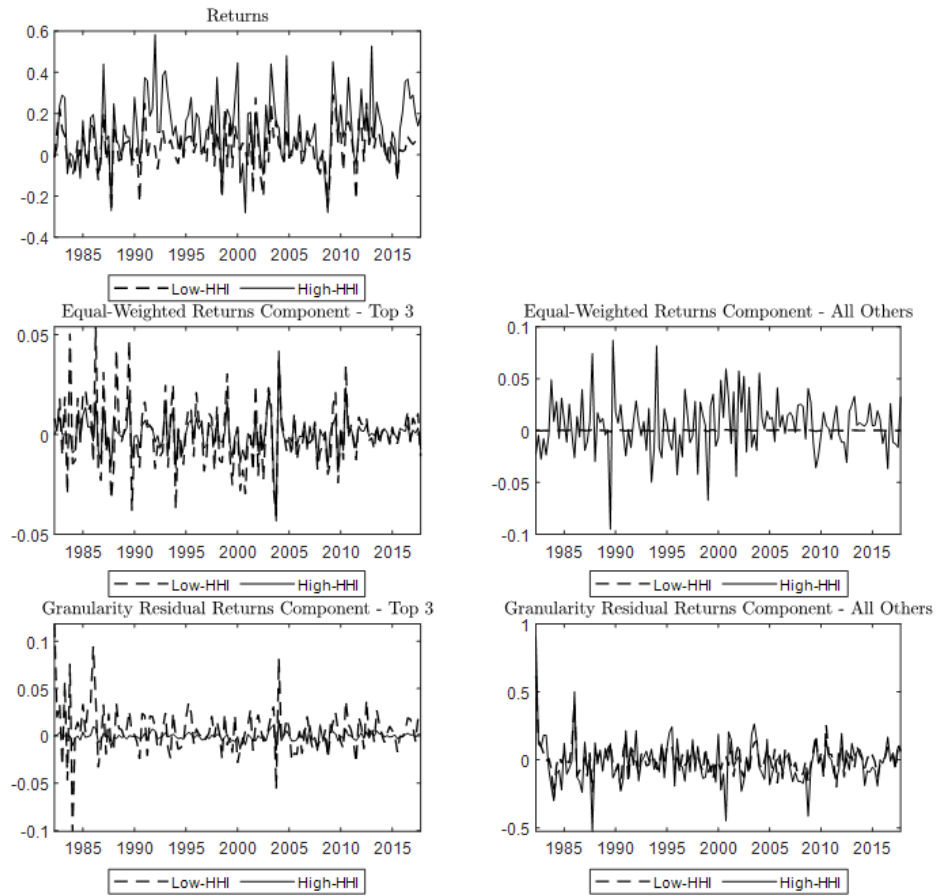 Returns
0.6
0.4
0.2
0
-0.2
-0.4
1985 1990 1995 2000 2005 2010 2015
Low-HHI High-HHI
Equal-Weighted Returns Component - Top 3
0.05
0
-0.05
1985 1990 1995 2000 2005 2010 2015
Low-HHI High-HHI
Equal-Weighted Returns Component - All Others
0.1
0.05
0
-0.05
-0.1
1985 1990 1995 2000 2005 2010 2015
Low-HHI High-HHI
Granularity Residual Returns Component - Top 3
0.1
0.05
0
-0.05
-0.1
1985 1990 1995 2000 2005 2010 2015
Low-HHI High-HHI
Granularity Residual Returns Component - All Others
1
0.5
0
-0.5
1985 1990 1995 2000 2005 2010 2015
Low-HHI High-HHI